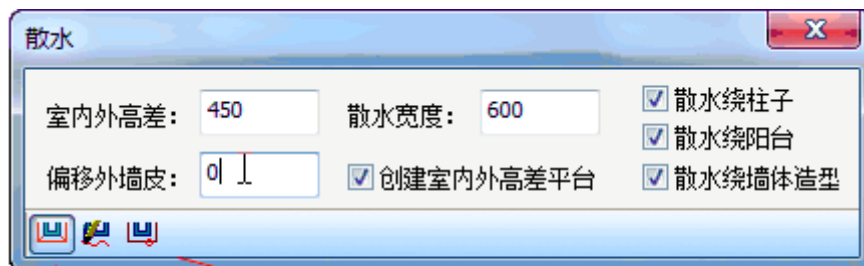 散水
室内外高差： 450 散水宽度： 600 散水绕柱子
散水绕阳台
偏移外墙皮： 0 创建室内外高差平台 散水绕墙体造型